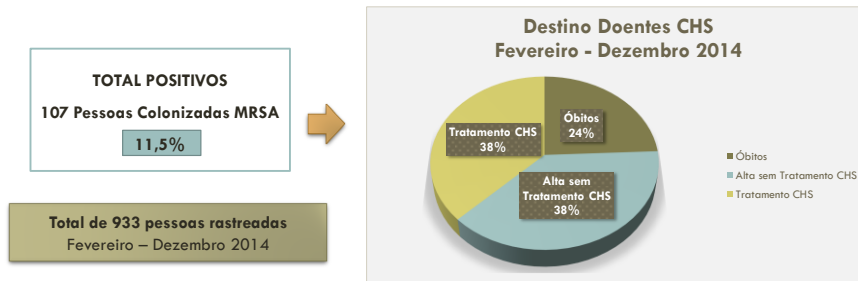 TOTAL POSITIVOS
107 Pessoas Colonizadas MRSA
11,5%
Total de 933 pessoas rastreadas
Fevereiro – Dezembro 2014
Destino Doentes CHS
Fevereiro - Dezembro 2014
Óbitos
24%
Tratamento CHS
38%
Alta sem
Tratamento CHS
38%
Óbitos
Alta sem Tratamento CHS
Tratamento CHS